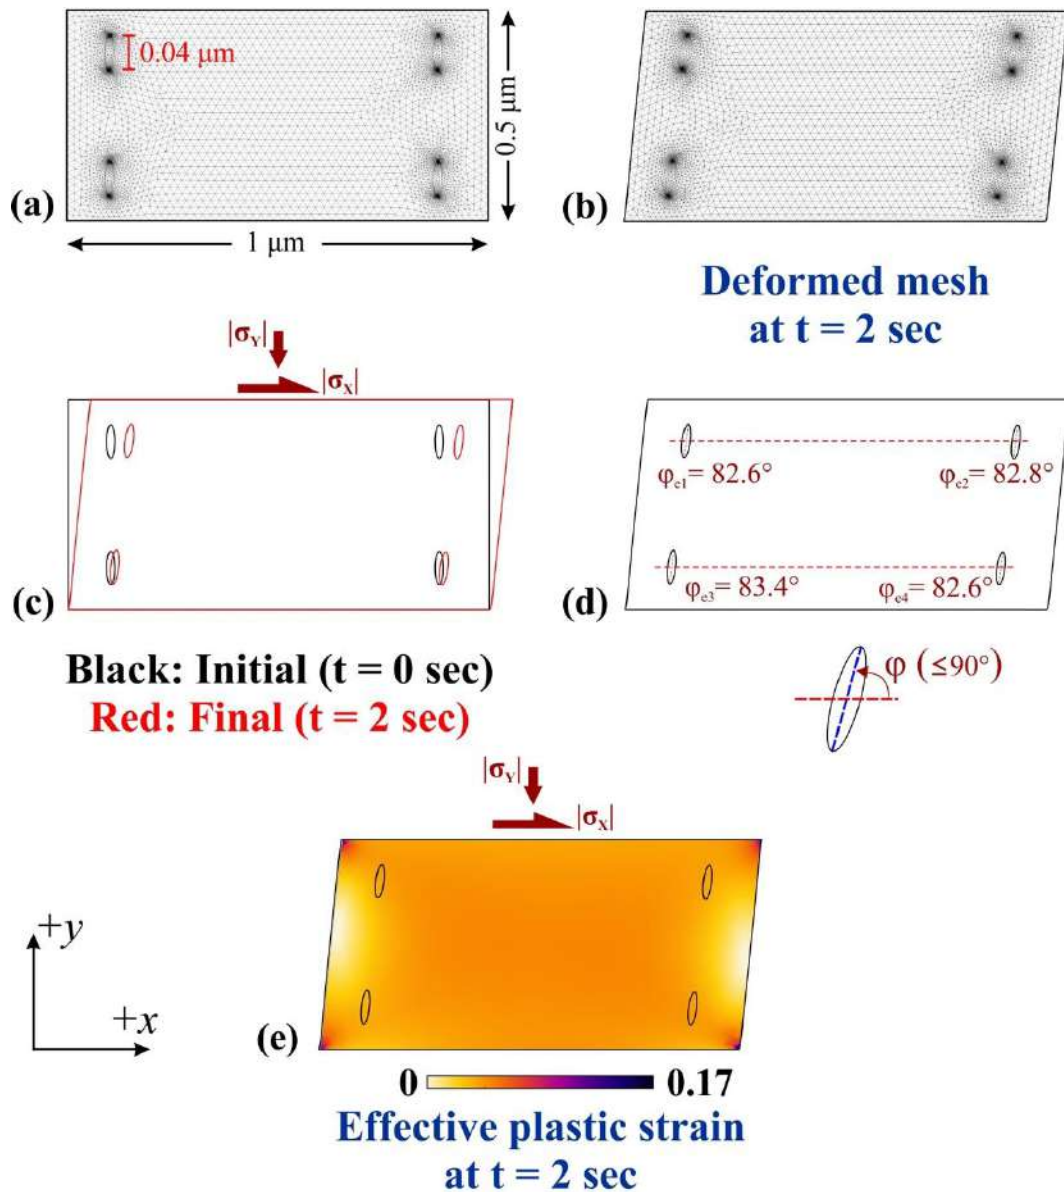 0.04 µm
0.5 µm
(a)
(b)
1 µm
Deformed mesh
at t = 2 sec
|σY|
|σX|
φe1= 82.6°
φe2= 82.8°
φe3= 83.4°
φe4= 82.6°
(c)
(d)
Black: Initial (t = 0 sec)
Red: Final (t = 2 sec)
φ (≤90°)
|σY|
|σX|
+y
+x
(e)
0
0.17
Effective plastic strain
at t = 2 sec